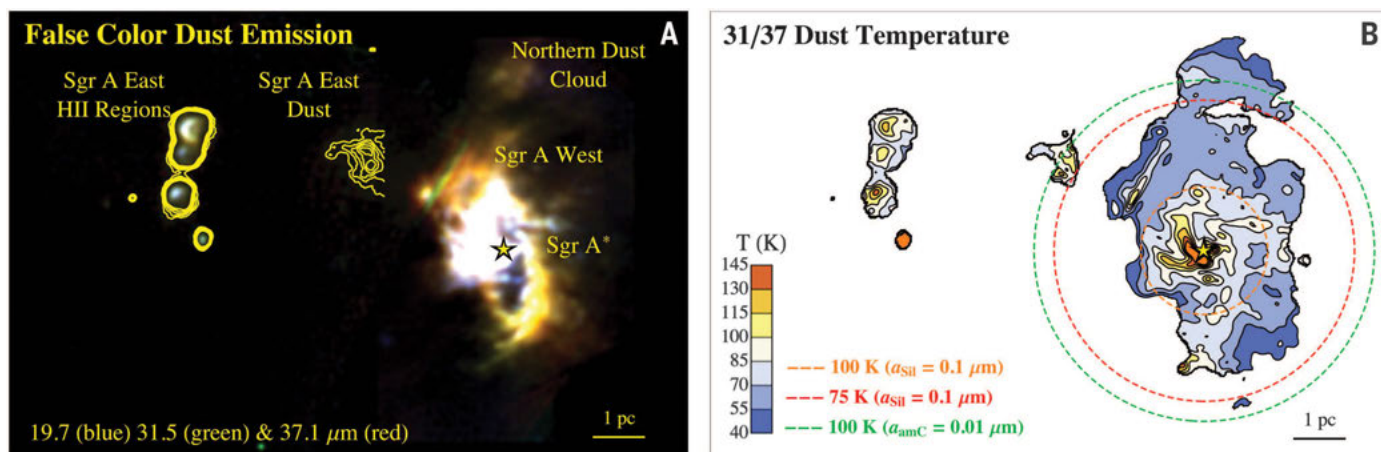 False Color Dust Emission
A
Sgr A East
HII Regions
Sgr A East
Dust
Northern Dust
Cloud
Sgr A West
Sgr A*
19.7 (blue) 31.5 (green) & 37.1 μm (red)
1 pc
31/37 Dust Temperature
B
T (K)
145
130
115
100
85
70
55
40
100 K (aSil = 0.1 μm)
75 K (aSil = 0.1 μm)
100 K (aamC = 0.01 μm)
1 pc